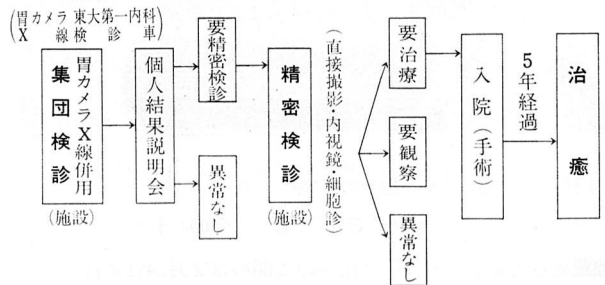 (胃カメラ 東大第一内科
X 線 検 診 車)
集団検診
胃カメラX線併用
(施設)
個人結果説明会
要精密検診
異常なし
精密検診
(施設)
(直接撮影・内視鏡・細胞診)
要治療
要観察
異常なし
入院(手術)
5年経過
治癒